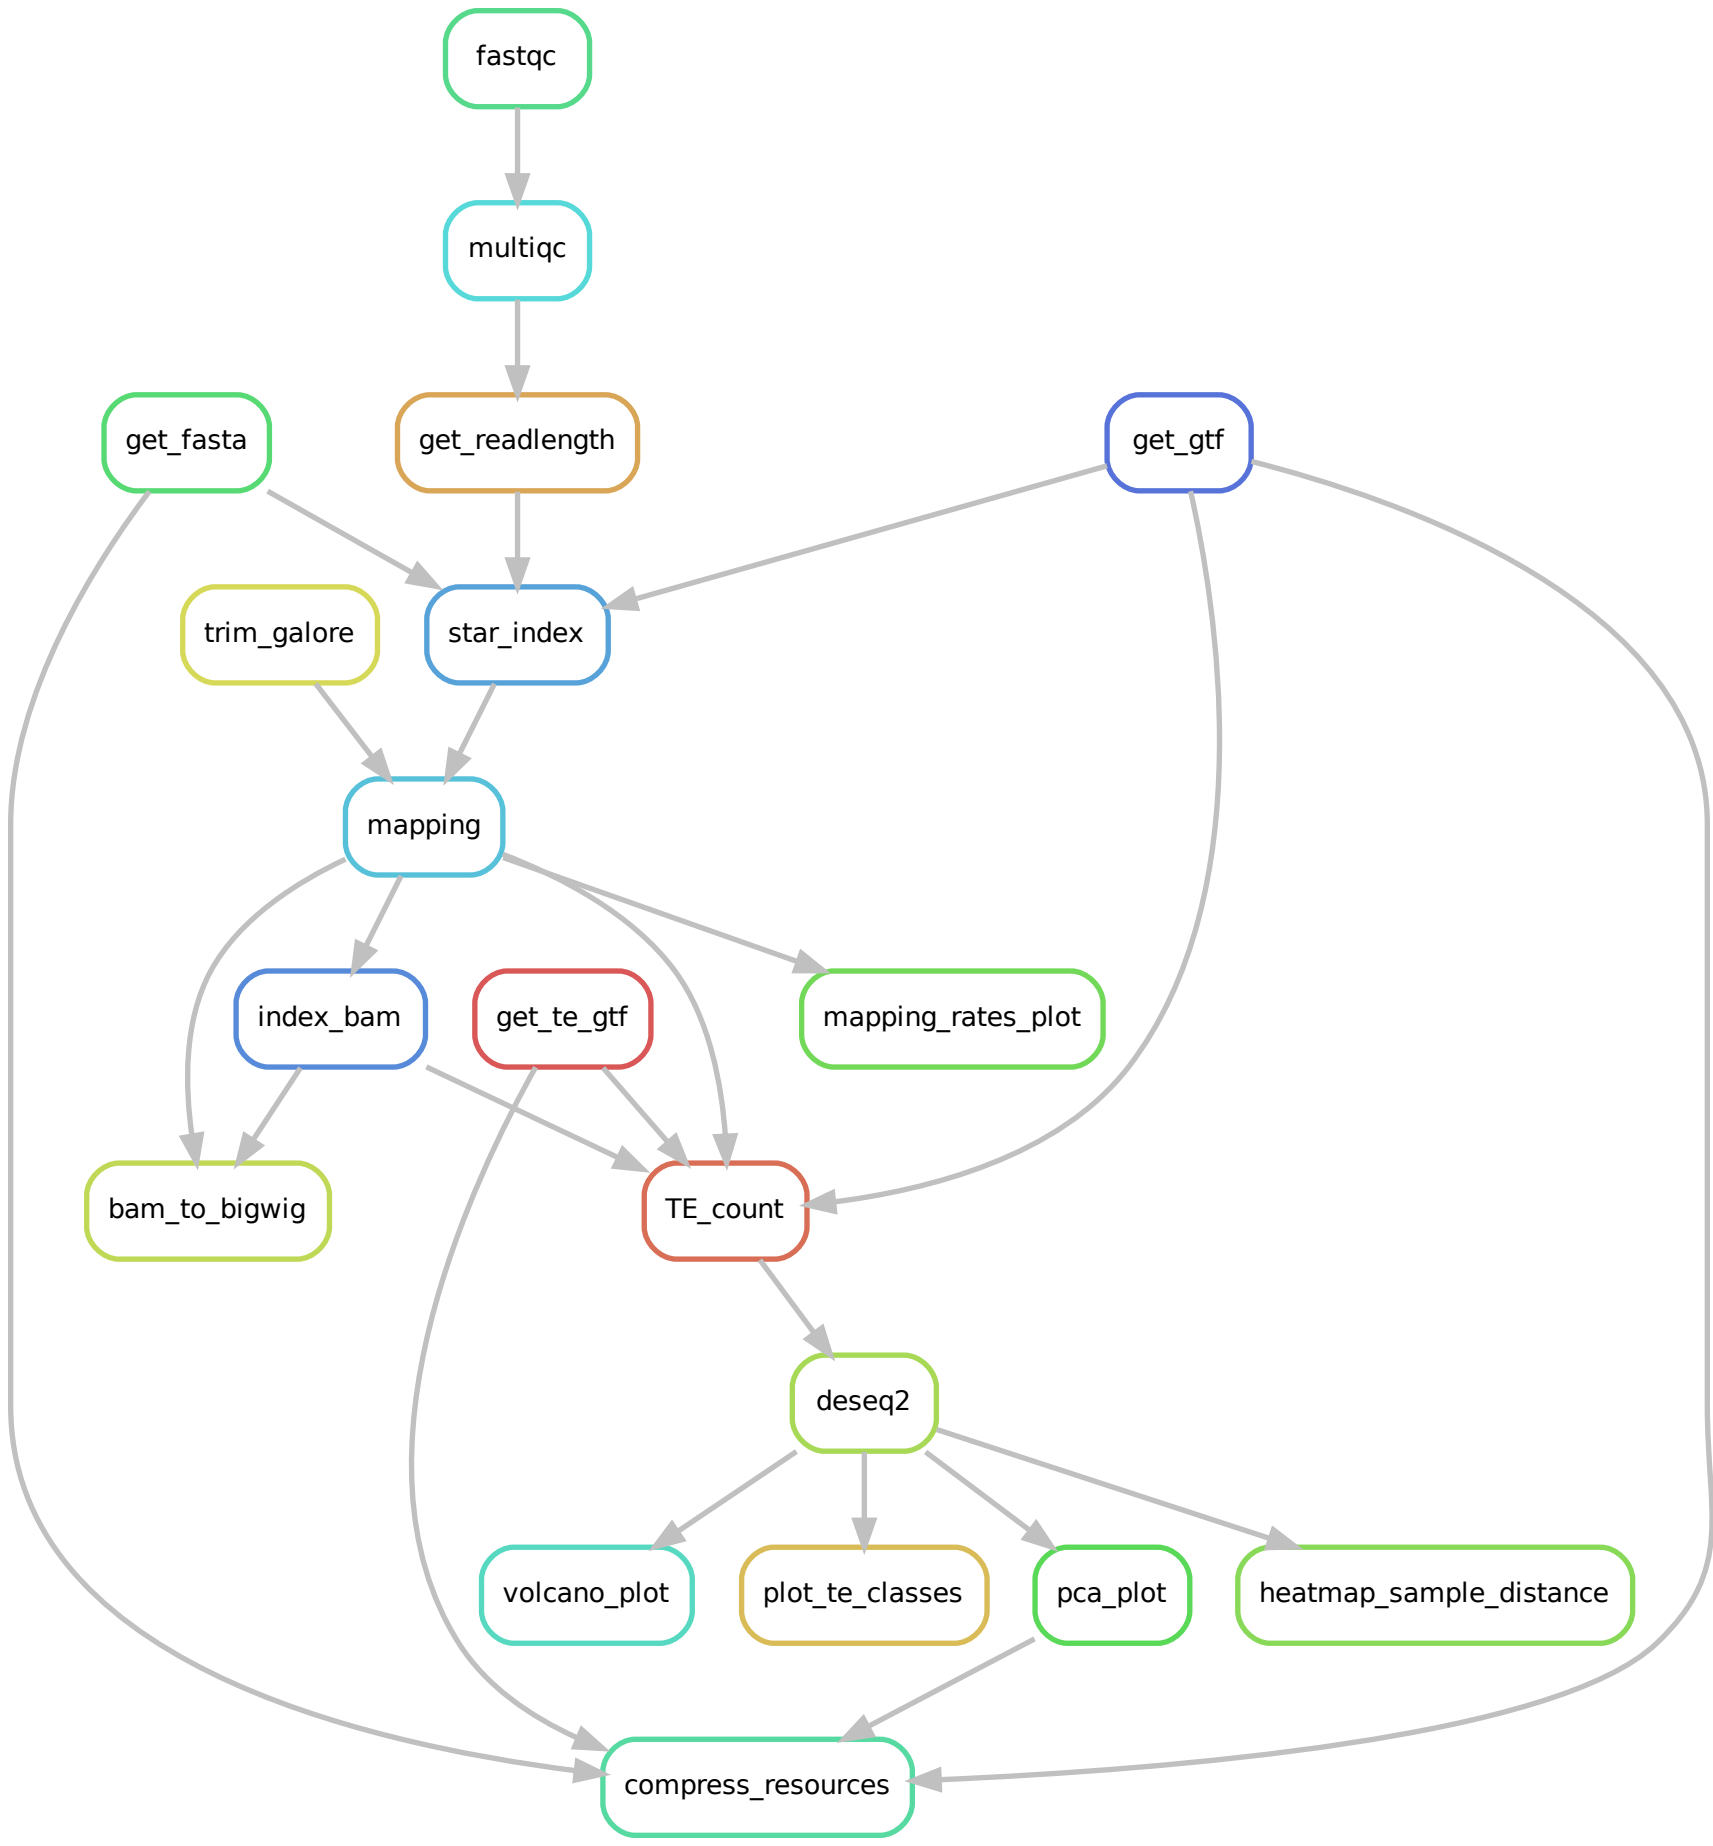 fastqc
multiqc
get_fasta
get_readlength
get_gtf
trim_galore
star_index
mapping
index_bam
get_te_gtf
mapping_rates_plot
bam_to_bigwig
TE_count
deseq2
volcano_plot
plot_te_classes
pca_plot
heatmap_sample_distance
compress_resources